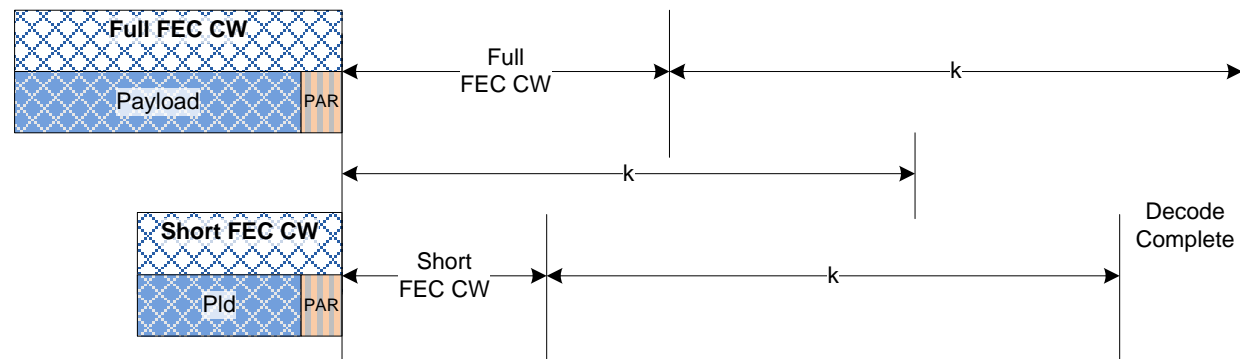 Full FEC CW
Payload
PAR
Full
FEC CW
k
k
Short FEC CW
Pld
PAR
Short
FEC CW
k
Decode
Complete